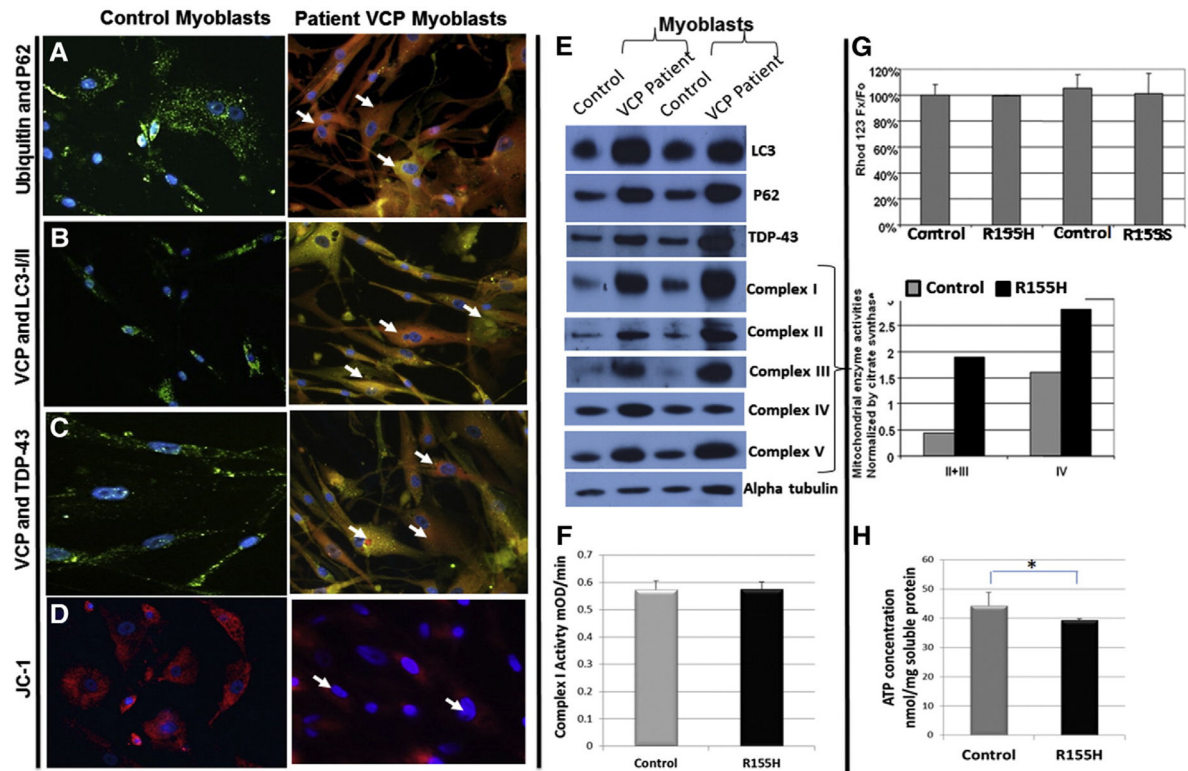 Control Myoblasts
Patient VCP Myoblasts
A
Ubiquitin and P62
B
VCP and LC3-I/II
C
VCP and TDP-43
D
JC-1
E
Myoblasts
Control
VCP Patient
Control
VCP Patient
LC3
P62
TDP-43
Complex I
Complex II
Complex III
Complex IV
Complex V
Alpha tubulin
F
Complex I Activty mOD/min
0.7
0.6
0.5
0.4
0.3
0.2
0.1
0
Control
R155H
G
Rhod 123 Fx/Fo
120%
100%
80%
60%
40%
20%
0%
Control
R155H
Control
R155S
Control
R155H
Mitochondrial enzyme activities
Normalized by citrate synthase
2.5
2
1.5
1
0.5
0
II+III
IV
H
ATP concentration
nmol/mg soluble protein
60
50
40
30
20
10
0
*
Control
R155H